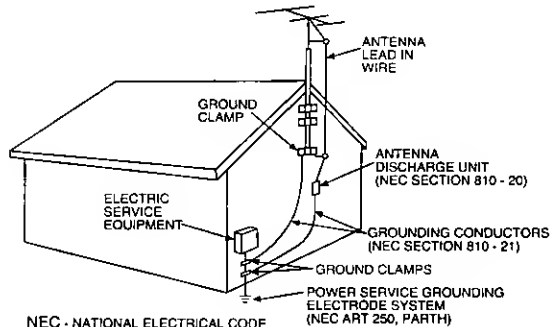 ANTENNA
LEAD IN
WIRE
GROUND
CLAMP
ANTENNA
DISCHARGE UNIT
(NEC SECTION 810 - 20)
ELECTRIC
SERVICE
EQUIPMENT
GROUNDING CONDUCTORS
(NEC SECTION 810 - 21)
GROUND CLAMPS
POWER SERVICE GROUNDING
ELECTRODE SYSTEM
(NEC ART 250, PARTH)
NEC - NATIONAL ELECTRICAL CODE